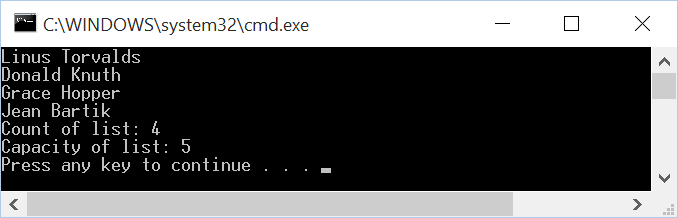 C:\WINDOWS\system32\cmd.exe
Linus Torvalds
Donald Knuth
Grace Hopper
Jean Bartik
Count of list: 4
Capacity of list: 5
Press any key to continue . . .